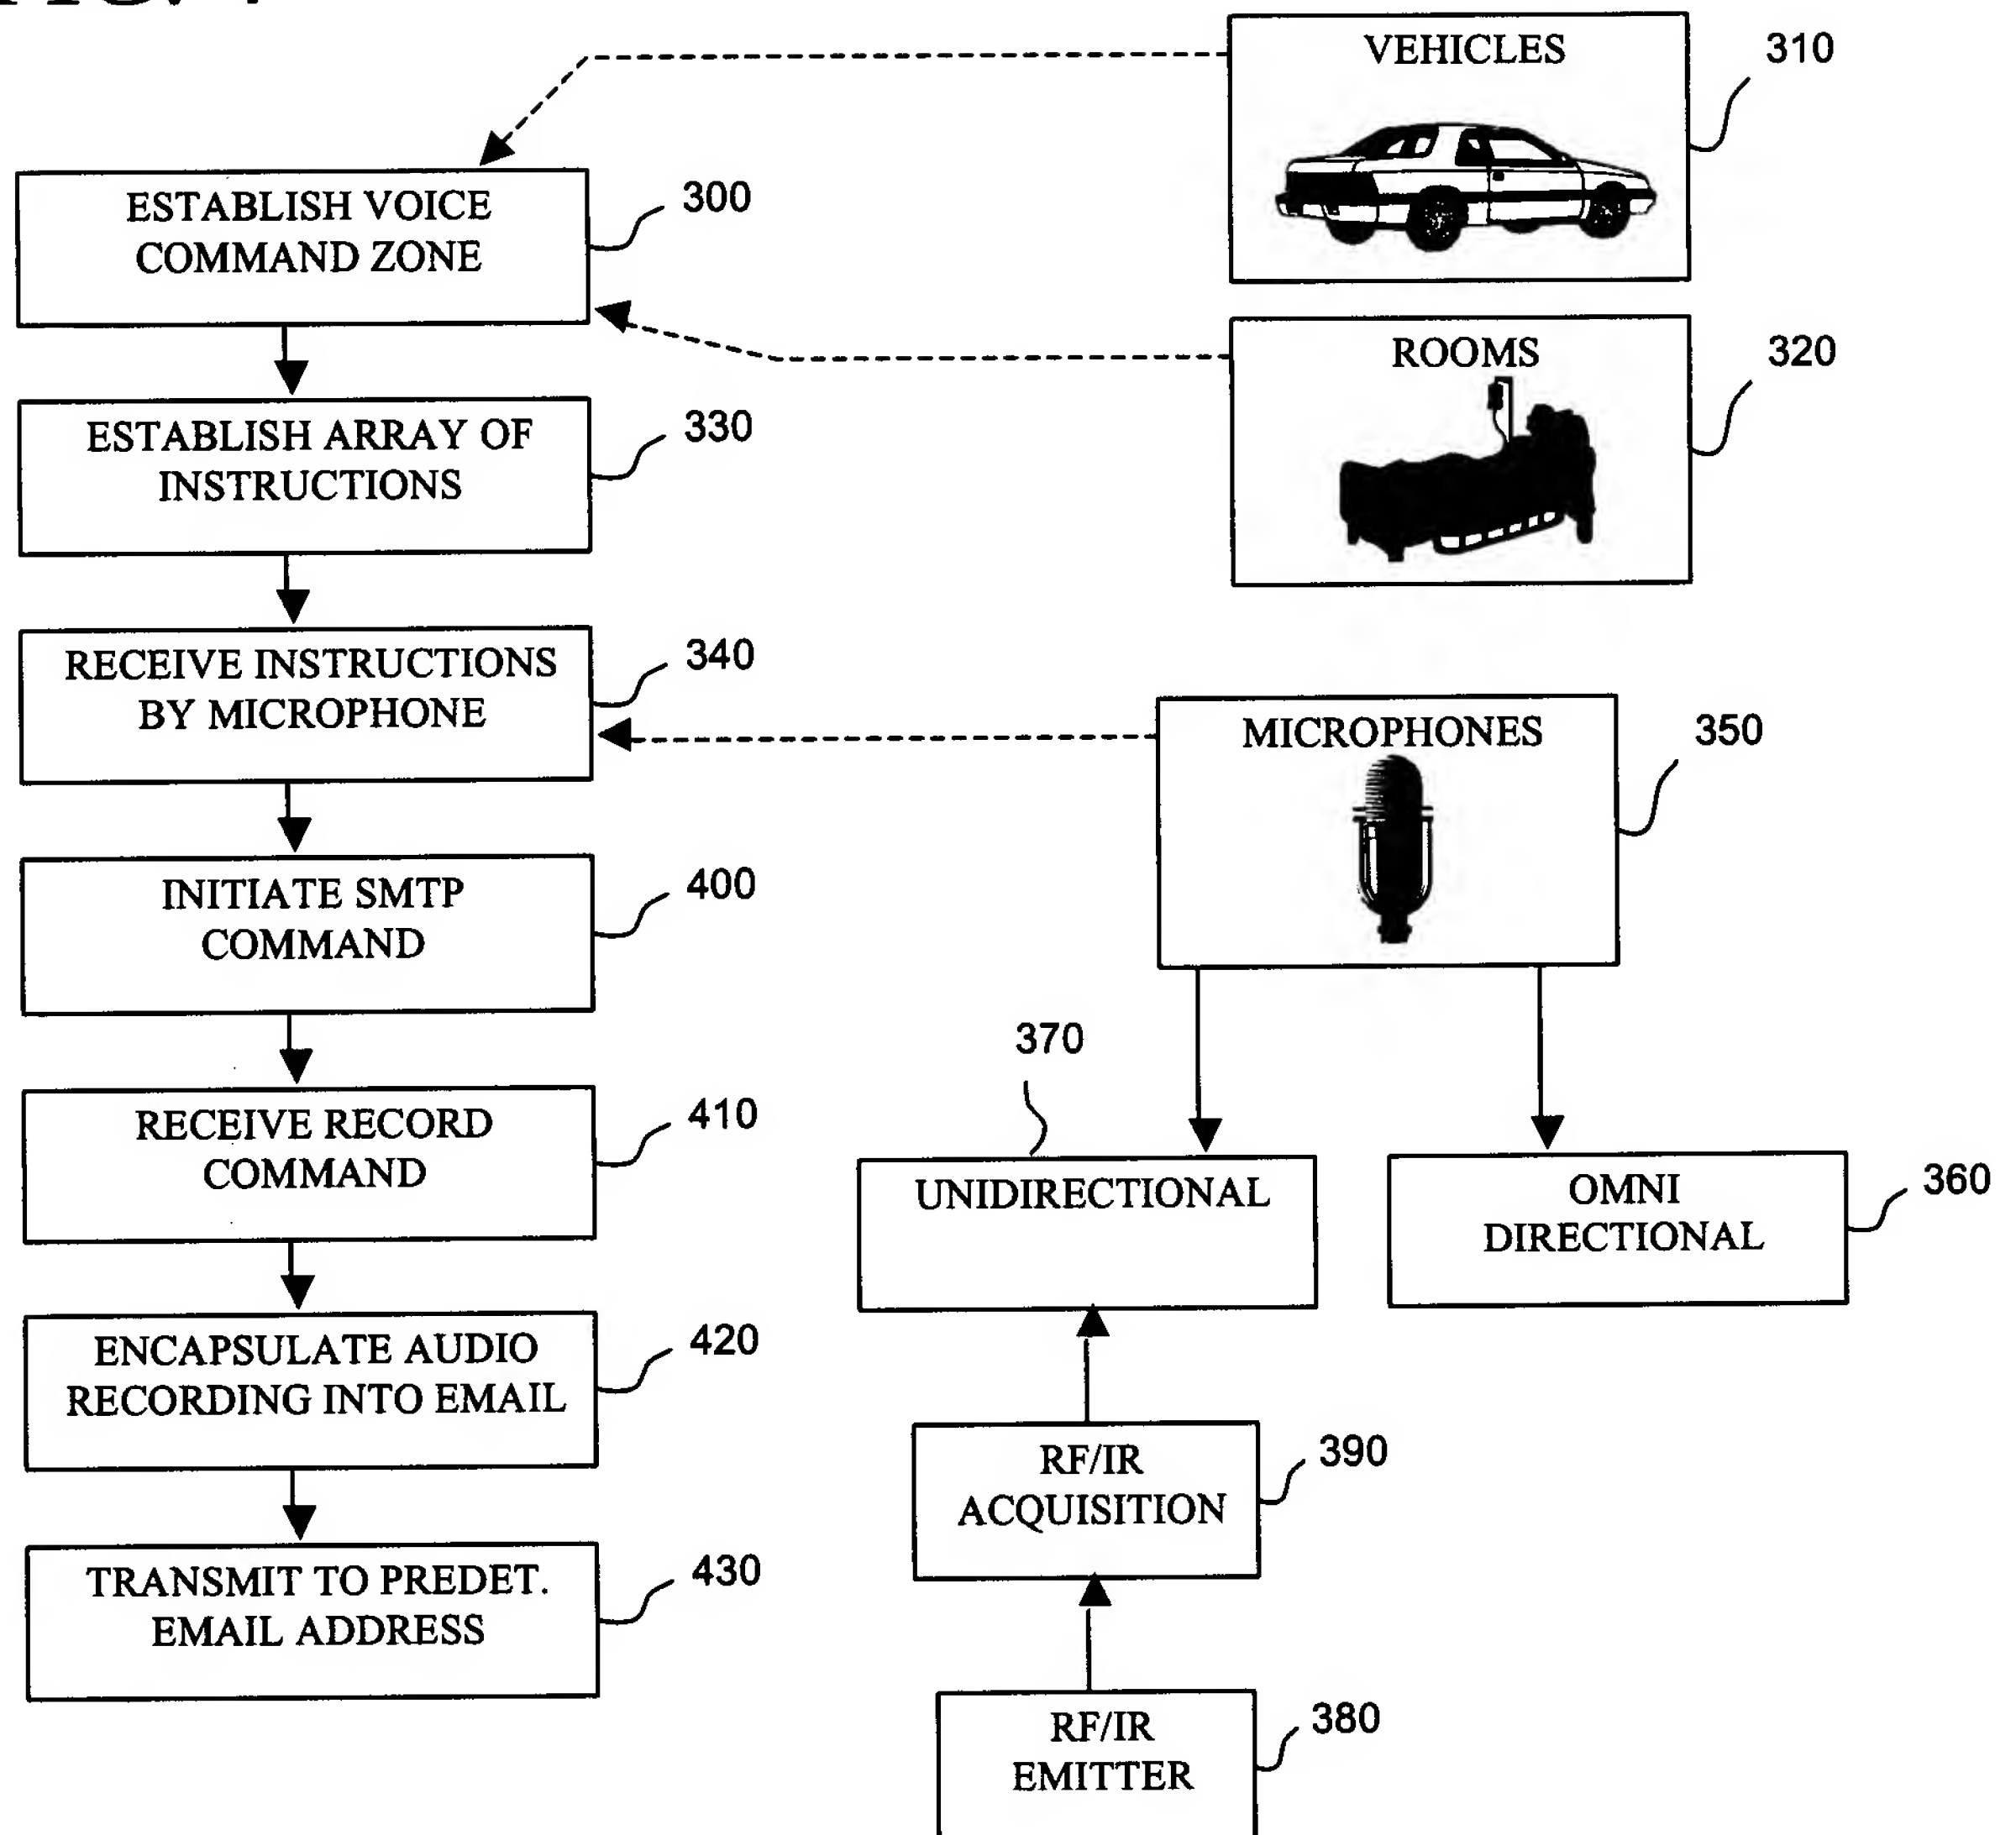 VEHICLES
310
ESTABLISH VOICE
COMMAND ZONE
300
ROOMS
320
ESTABLISH ARRAY OF
INSTRUCTIONS
330
RECEIVE INSTRUCTIONS
BY MICROPHONE
340
MICROPHONES
350
INITIATE SMTP
COMMAND
400
RECEIVE RECORD
COMMAND
410
370
UNIDIRECTIONAL
OMNI
DIRECTIONAL
360
ENCAPSULATE AUDIO
RECORDING INTO EMAIL
420
RF/IR
ACQUISITION
390
TRANSMIT TO PREDET.
EMAIL ADDRESS
430
RF/IR
EMITTER
380